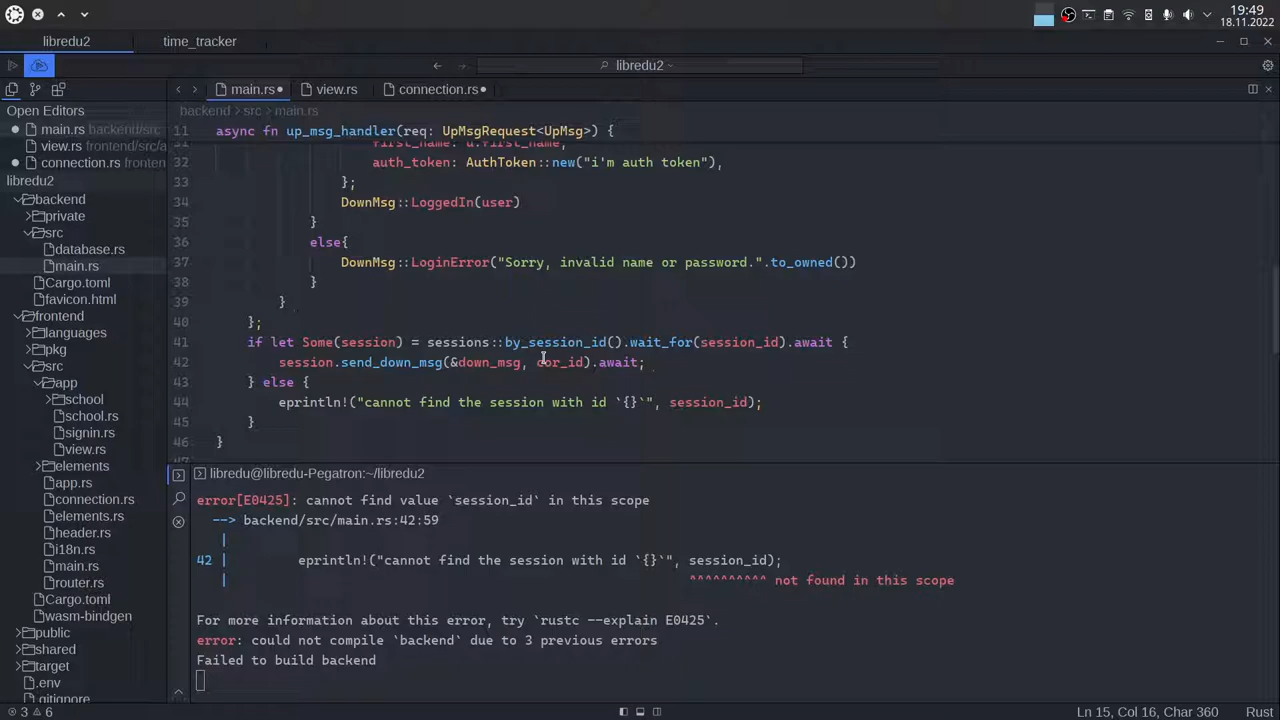 19:49
18.11.2022
libredu2
time_tracker
libredu2
main.rs
view.rs
connection.rs
Open Editors
main.rs backend/src
view.rs frontend/src/a
connection.rs fronten
libredu2
backend
private
src
database.rs
main.rs
Cargo.toml
favicon.html
frontend
languages
pkg
src
app
school
school.rs
signin.rs
view.rs
elements
app.rs
connection.rs
elements.rs
header.rs
i18n.rs
main.rs
router.rs
Cargo.toml
wasm-bindgen
public
shared
target
.env
.gitignore
backend > src > main.rs
11 async fn up_msg_handler(req: UpMsgRequest<UpMsg>) {
31 first_name: u.first_name,
32 auth_token: AuthToken::new("i'm auth token"),
33 };
34 DownMsg::LoggedIn(user)
35 }
36 else{
37 DownMsg::LoginError("Sorry, invalid name or password.".to_owned())
38 }
39 }
40 };
41 if let Some(session) = sessions::by_session_id().wait_for(session_id).await {
42 session.send_down_msg(&down_msg, cor_id).await;
43 } else {
44 eprintln!("cannot find the session with id `{}`", session_id);
45 }
46 }
47
libredu@libredu-Pegatron:~/libredu2
error[E0425]: cannot find value `session_id` in this scope
--> backend/src/main.rs:42:59
|
42 | eprintln!("cannot find the session with id `{}`", session_id);
| ^^^^^^^^^^ not found in this scope
For more information about this error, try `rustc --explain E0425`.
error: could not compile `backend` due to 3 previous errors
Failed to build backend
3 6
Ln 15, Col 16, Char 360
Rust